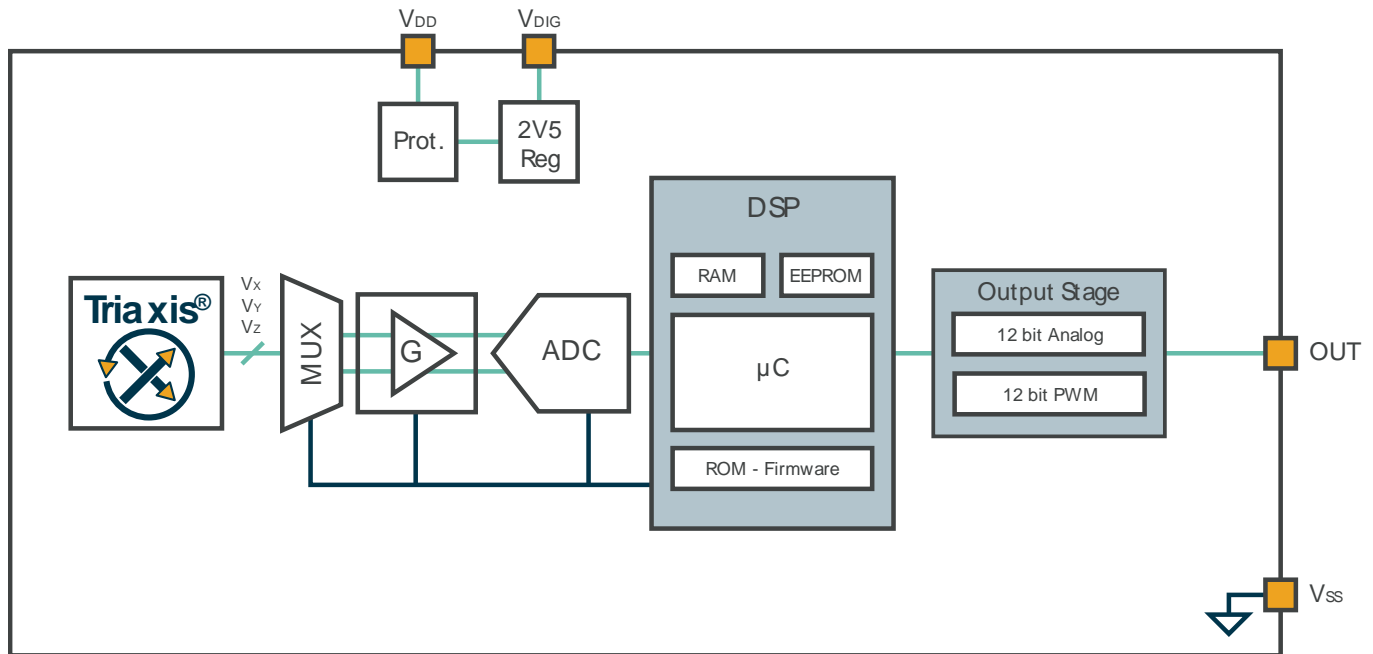 VDD
VDIG
Prot.
2V5
Reg
DSP
RAM
EEPROM
Triaxis®
VX
VY
VZ
MUX
G
ADC
µC
Output Stage
12 bit Analog
12 bit PWM
OUT
ROM - Firmware
VSS